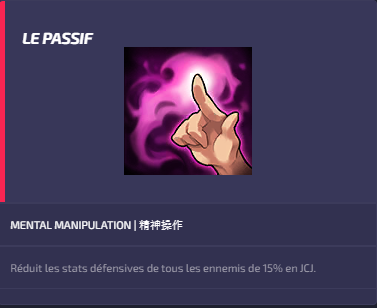 LE PASSIF
MENTAL MANIPULATION | 精神操作
Réduit les stats défensives de tous les ennemis de 15% en JCJ.